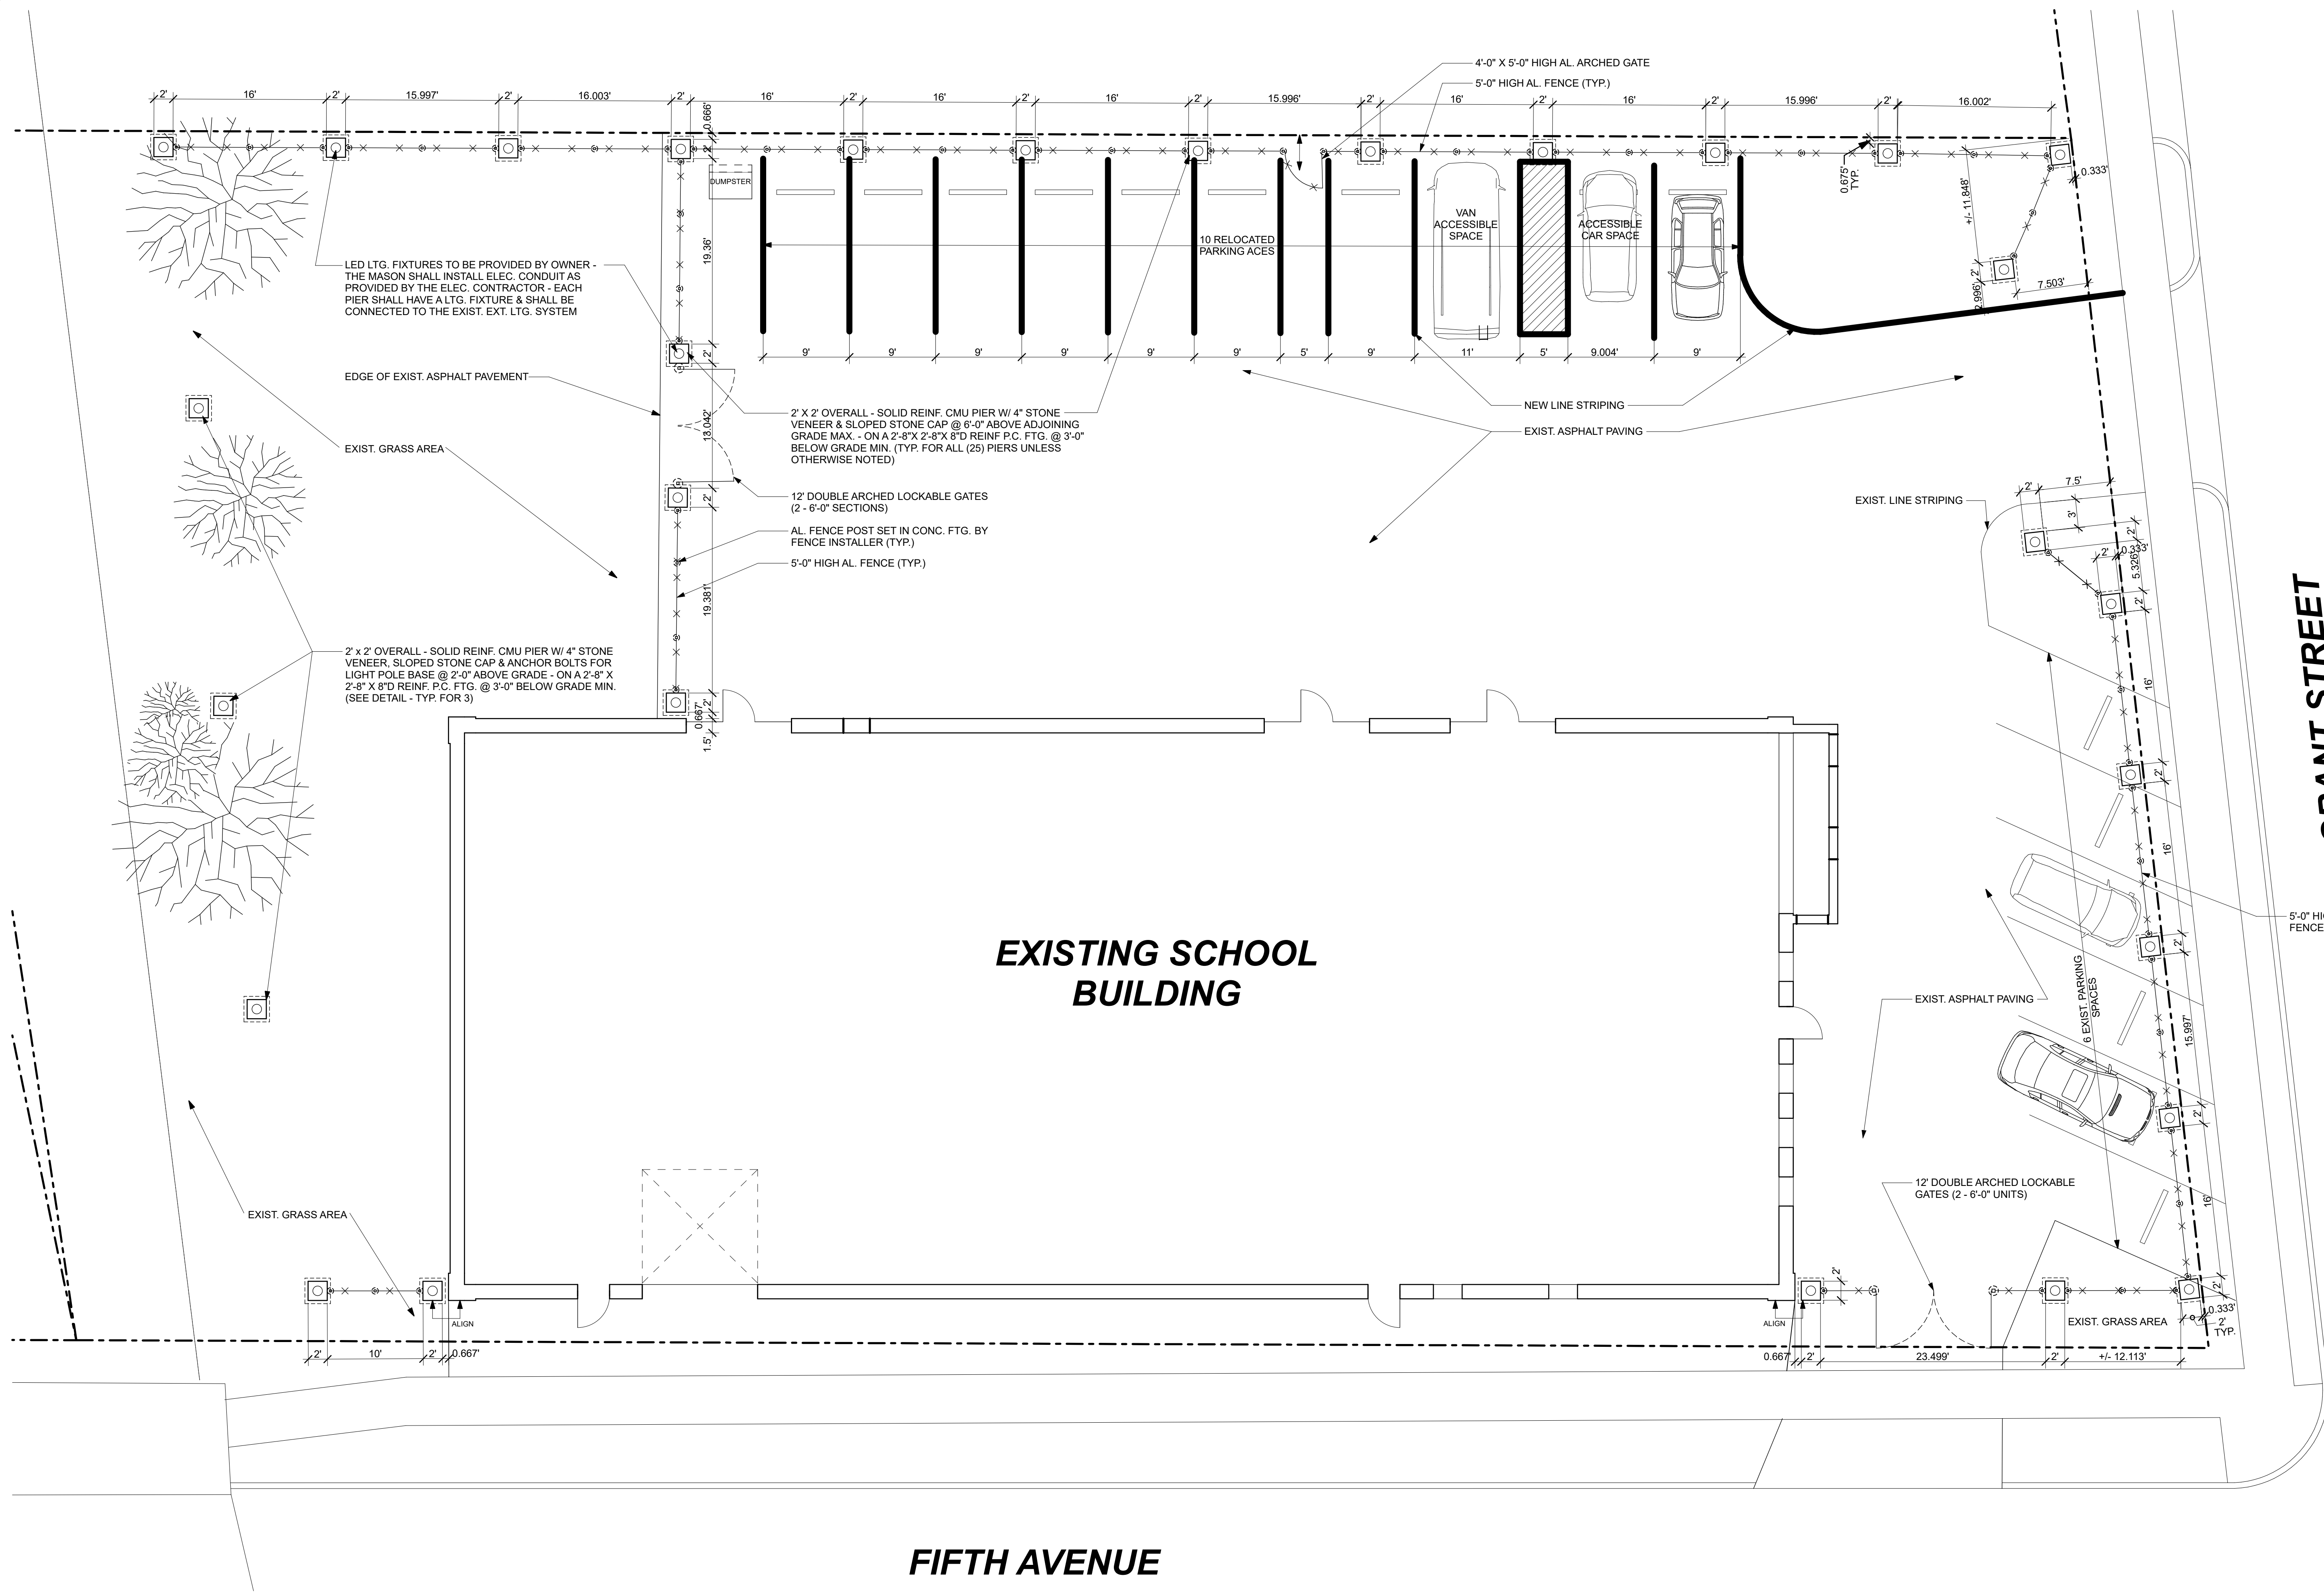 4'-0" X 5'-0" HIGH AL. ARCHED GATE
5'-0" HIGH AL. FENCE (TYP.)
2'
16'
2'
15.997'
2'
16.003'
2'
0.666'
16'
2'
16'
2'
16'
2'
15.996'
2'
16'
2'
16'
2'
15.996'
2'
16.002'
2'
DUMPSTER
19.36'
2'
13.042'
2'
19.381'
2'
0.667'
1.5'
VAN
ACCESSIBLE
SPACE
ACCESSIBLE
CAR SPACE
10 RELOCATED
PARKING ACES
0.675'
TYP.
+/- 11.848'
0.333'
2'
2.996'
7.503'
9'
9'
9'
9'
9'
9'
5'
9'
11'
5'
9.004'
9'
LED LTG. FIXTURES TO BE PROVIDED BY OWNER -
THE MASON SHALL INSTALL ELEC. CONDUIT AS
PROVIDED BY THE ELEC. CONTRACTOR - EACH
PIER SHALL HAVE A LTG. FIXTURE & SHALL BE
CONNECTED TO THE EXIST. EXT. LTG. SYSTEM
EDGE OF EXIST. ASPHALT PAVEMENT
EXIST. GRASS AREA
2' X 2' OVERALL - SOLID REINF. CMU PIER W/ 4" STONE
VENEER & SLOPED STONE CAP @ 6'-0" ABOVE ADJOINING
GRADE MAX. - ON A 2'-8"X 2'-8"X 8"D REINF P.C. FTG. @ 3'-0"
BELOW GRADE MIN. (TYP. FOR ALL (25) PIERS UNLESS
OTHERWISE NOTED)
12' DOUBLE ARCHED LOCKABLE GATES
(2 - 6'-0" SECTIONS)
AL. FENCE POST SET IN CONC. FTG. BY
FENCE INSTALLER (TYP.)
5'-0" HIGH AL. FENCE (TYP.)
NEW LINE STRIPING
EXIST. ASPHALT PAVING
EXIST. LINE STRIPING
2'
7.5'
3'
2'
2'
0.333'
5.326'
2'
16'
2'
16'
2'
15.997'
2'
16'
2'
0.333'
2'
TYP.
2' x 2' OVERALL - SOLID REINF. CMU PIER W/ 4" STONE
VENEER, SLOPED STONE CAP & ANCHOR BOLTS FOR
LIGHT POLE BASE @ 2'-0" ABOVE GRADE - ON A 2'-8" X
2'-8" X 8"D REINF. P.C. FTG. @ 3'-0" BELOW GRADE MIN.
(SEE DETAIL - TYP. FOR 3)
GRANT STREET
5'-0" HI
FENCE
EXISTING SCHOOL
BUILDING
EXIST. ASPHALT PAVING
6 EXIST. PARKING
SPACES
12' DOUBLE ARCHED LOCKABLE
GATES (2 - 6'-0" UNITS)
EXIST. GRASS AREA
ALIGN
ALIGN
2'
EXIST. GRASS AREA
2'
10'
2'
0.667'
0.667'
2'
23.499'
2'
+/- 12.113'
FIFTH AVENUE